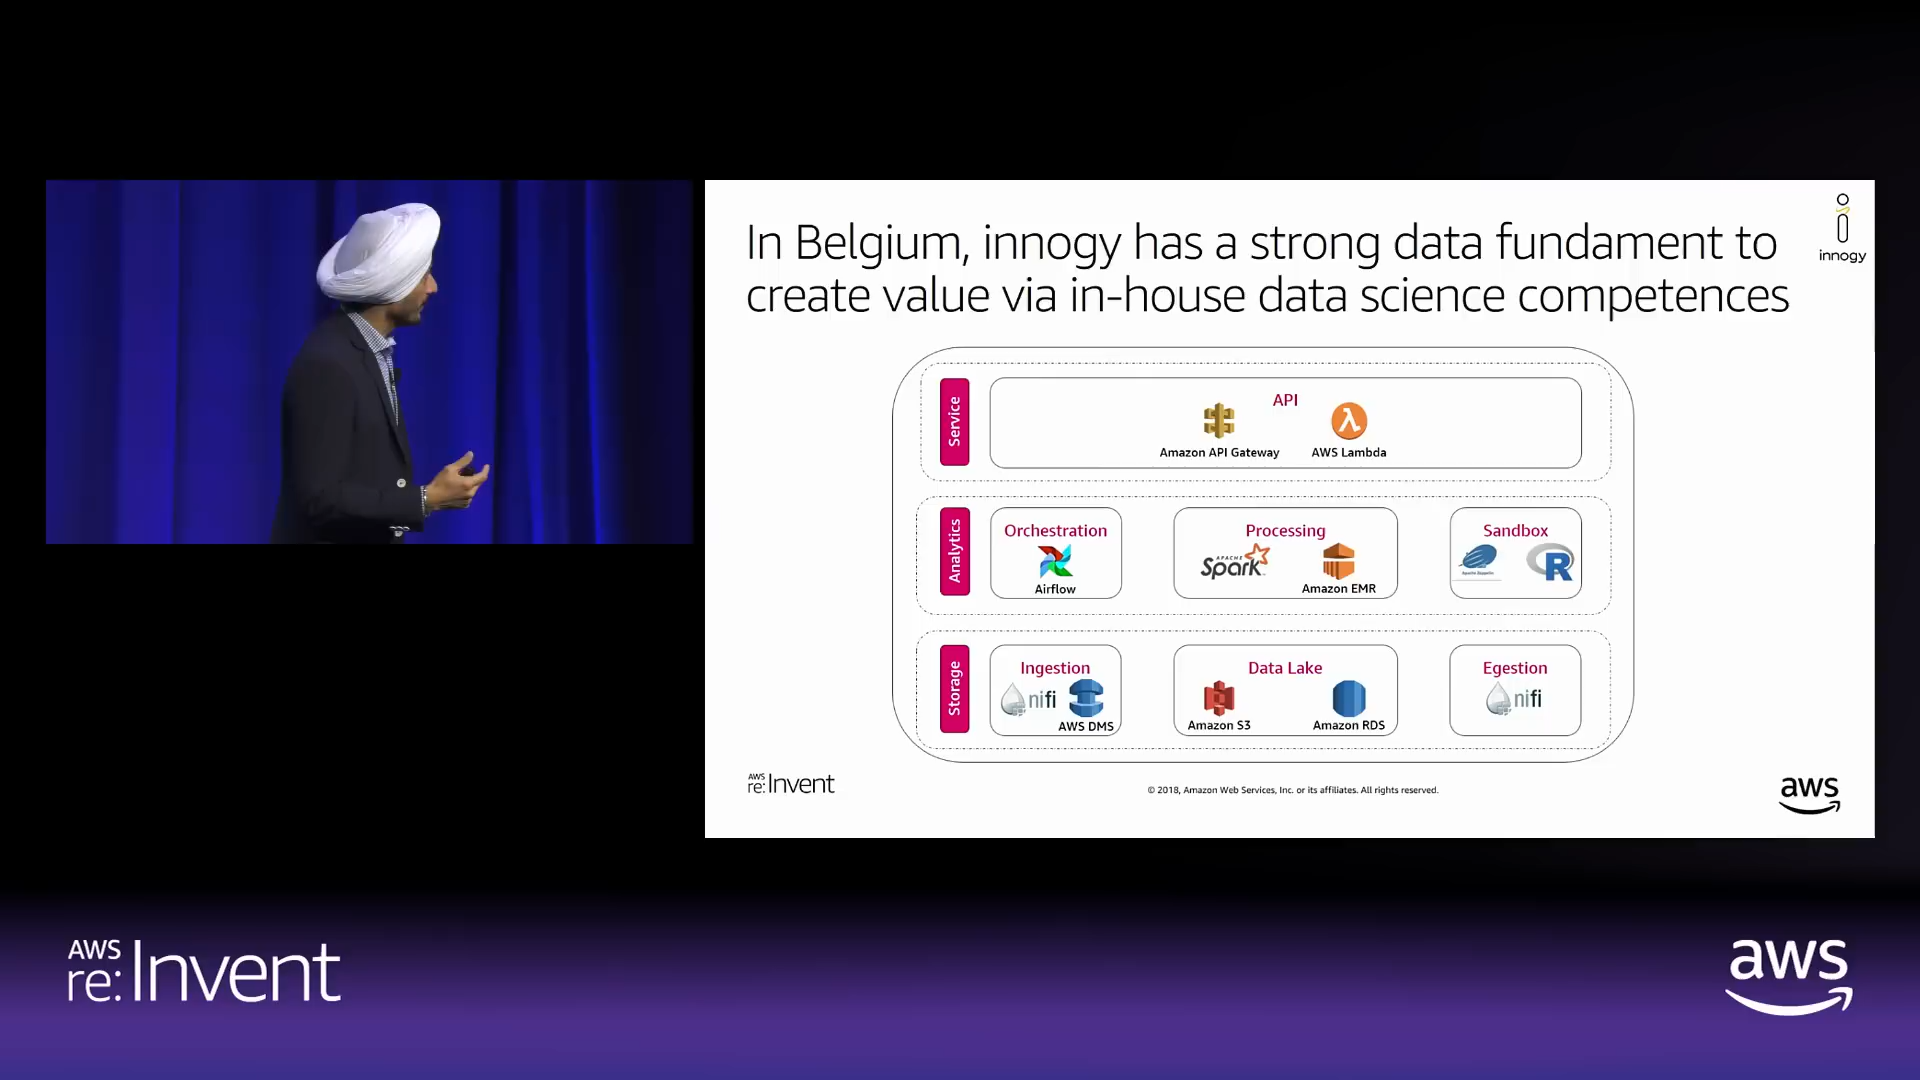 In Belgium, innogy has a strong data fundament to
create value via in-house data science competences
innogy
Service
API
Amazon API Gateway
AWS Lambda
Analytics
Orchestration
Airflow
Processing
APACHE
Spark
Amazon EMR
Sandbox
Apache Zeppelin
R
Storage
Ingestion
nifi
AWS DMS
Data Lake
Amazon S3
Amazon RDS
Egestion
nifi
AWS
re:Invent
© 2018, Amazon Web Services, Inc. or its affiliates. All rights reserved.
aws
AWS
re:Invent
aws